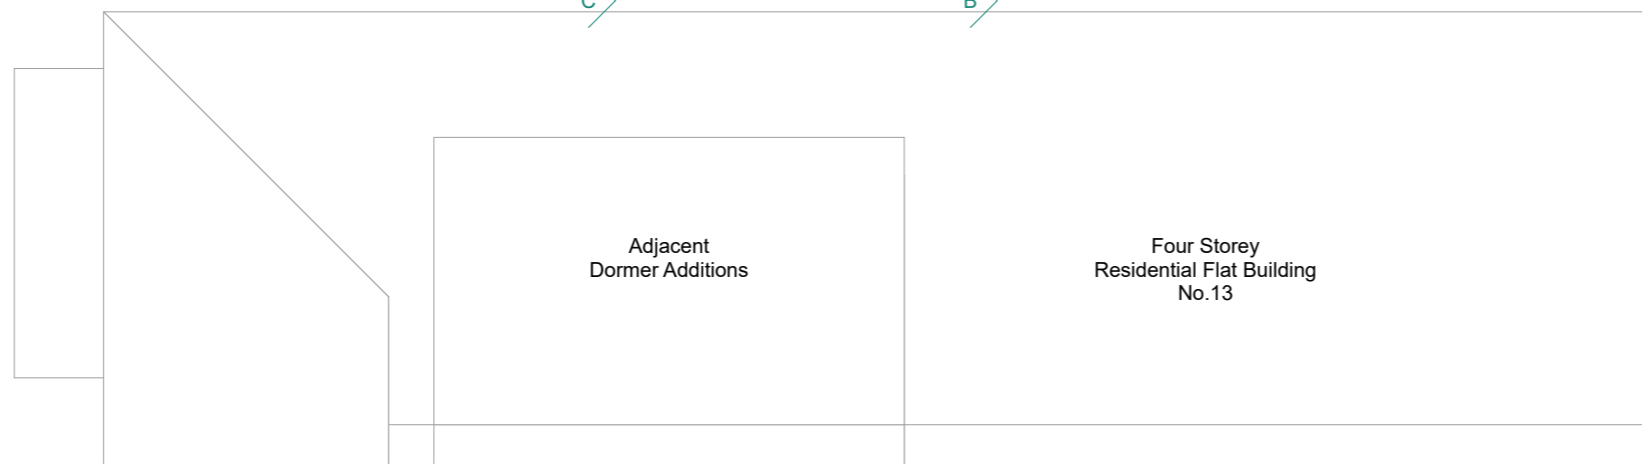 C
B
Adjacent
Dormer Additions
Four Storey
Residential Flat Building
No.13